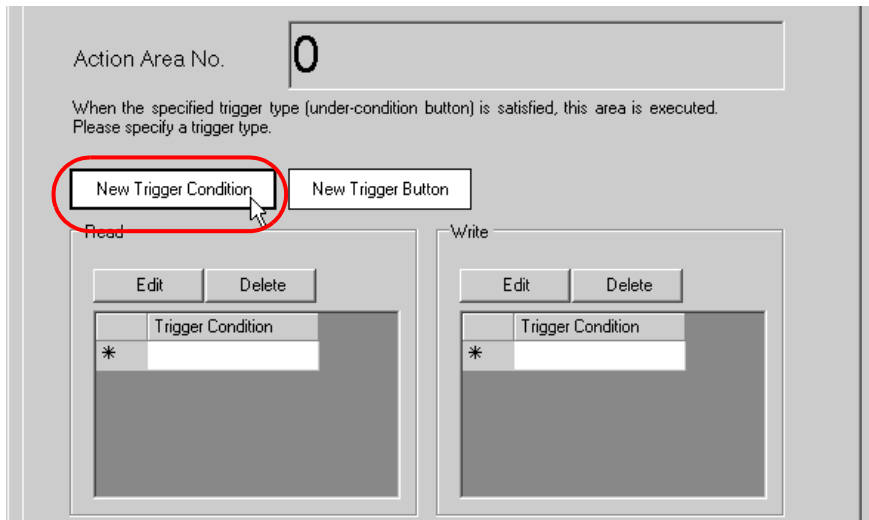 Action Area No. 0
When the specified trigger type (under-condition button) is satisfied, this area is executed.
Please specify a trigger type.
New Trigger Condition New Trigger Button
Read Write
Edit Delete Edit Delete
Trigger Condition Trigger Condition
* *